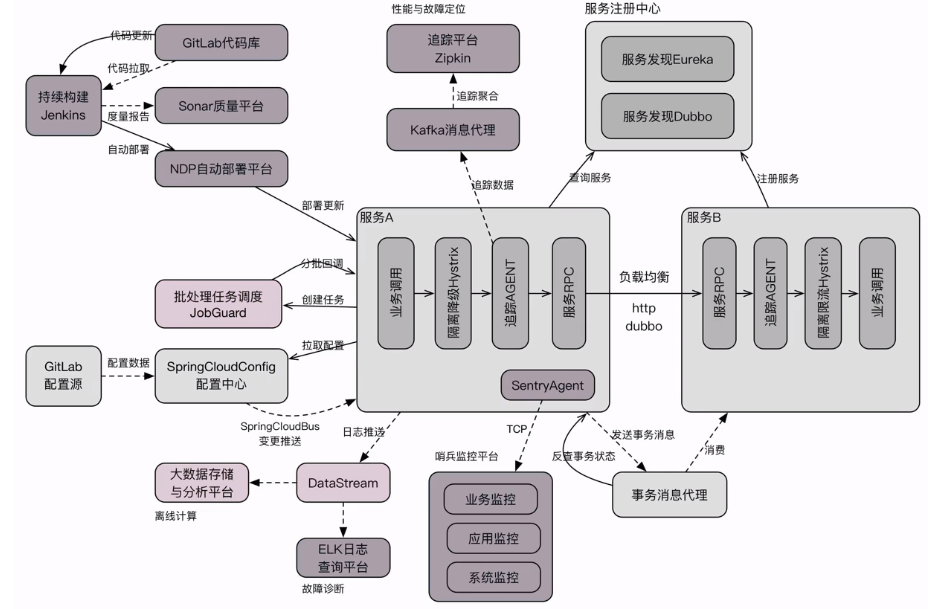 性能与故障定位
服务注册中心
代码更新
GitLab代码库
追踪平台
Zipkin
服务发现Eureka
代码拉取
持续构建
Jenkins
追踪聚合
Sonar质量平台
度量报告
Kafka消息代理
服务发现Dubbo
自动部署
NDP自动部署平台
追踪数据
查询服务
注册服务
部署更新
服务A
服务B
分批回调
业务调用
隔离降级Hystrix
追踪AGENT
服务RPC
负载均衡
http
dubbo
服务RPC
追踪AGENT
隔离限流Hystrix
业务调用
批处理任务调度
JobGuard
创建任务
拉取配置
GitLab
配置源
配置数据
SpringCloudConfig
配置中心
SentryAgent
SpringCloudBus
变更推送
日志推送
TCP
发送事务消息
哨兵监控平台
反查事务状态
消费
大数据存储
与分析平台
DataStream
业务监控
事务消息代理
离线计算
应用监控
ELK日志
查询平台
系统监控
故障诊断